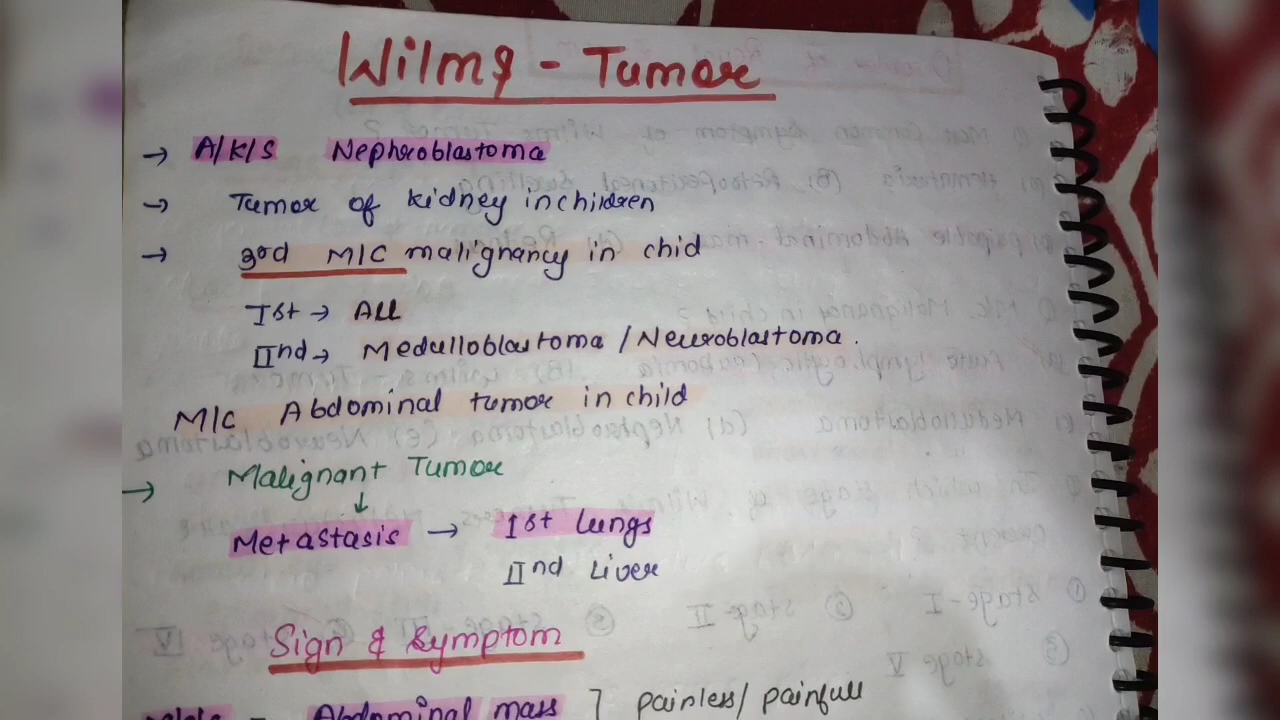 Wilms - Tumor
→ A/K/S Nephroblastoma
→ Tumor of kidney in children
→ 3rd M/C malignancy in chid
Ist → ALL
IInd → Medulloblastoma / Neuroblastoma.
M/C Abdominal tumor in child
→ Malignant Tumor
↓
Metastasis → Ist Lungs
IInd Liver
Sign & Symptom
Abdominal mass ] painless/ painfull